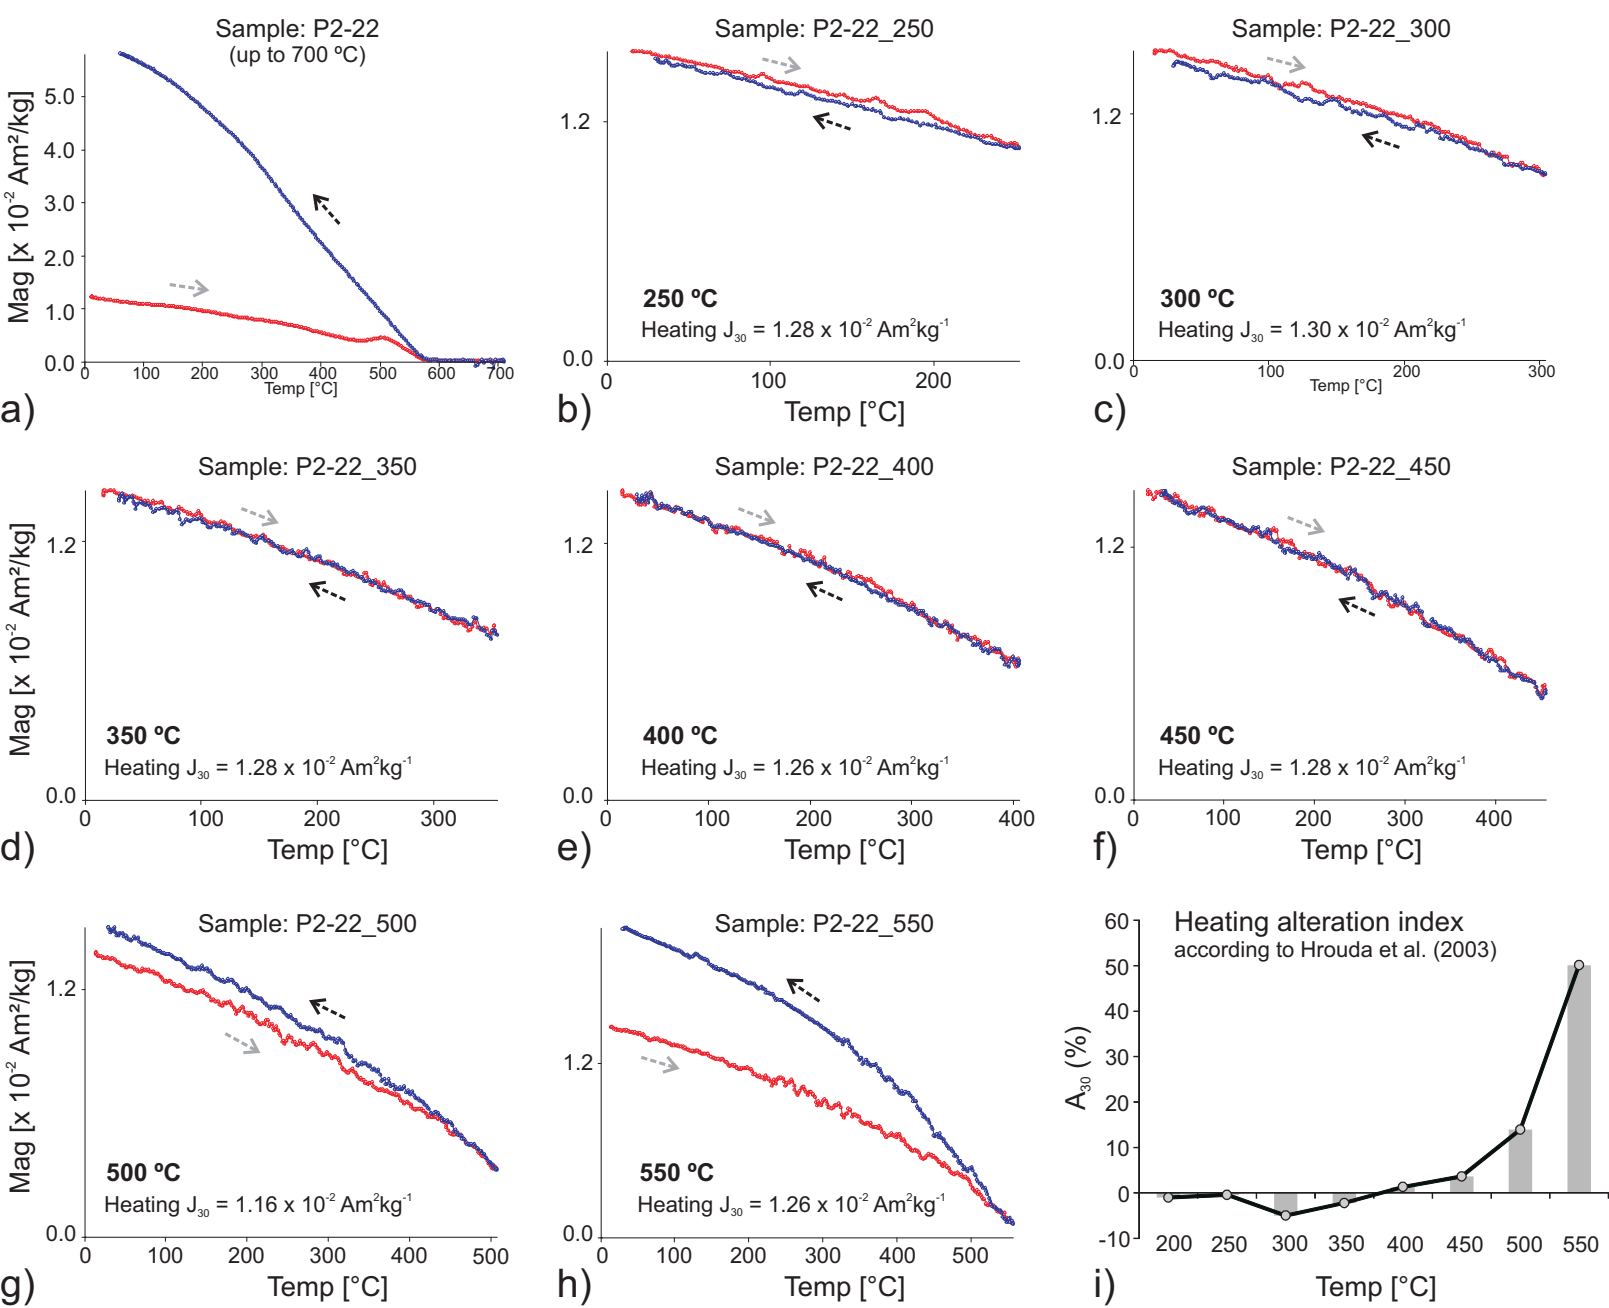 Sample: P2-22
(up to 700 ºC)
Mag [x 10⁻² Am²/kg]
5.0
4.0
3.0
2.0
1.0
0.0
0 100 200 300 400 500 600 700
Temp [°C]
a)
Sample: P2-22_250
1.2
0.0
250 ºC
Heating J₃₀ = 1.28 x 10⁻² Am²kg⁻¹
0 100 200
Temp [°C]
b)
Sample: P2-22_300
1.2
0.0
300 ºC
Heating J₃₀ = 1.30 x 10⁻² Am²kg⁻¹
0 100 200 300
Temp [°C]
c)
Sample: P2-22_350
Mag [x 10⁻² Am²/kg]
1.2
0.0
350 ºC
Heating J₃₀ = 1.28 x 10⁻² Am²kg⁻¹
0 100 200 300
Temp [°C]
d)
Sample: P2-22_400
1.2
0.0
400 ºC
Heating J₃₀ = 1.26 x 10⁻² Am²kg⁻¹
0 100 200 300 400
Temp [°C]
e)
Sample: P2-22_450
1.2
0.0
450 ºC
Heating J₃₀ = 1.28 x 10⁻² Am²kg⁻¹
0 100 200 300 400
Temp [°C]
f)
Sample: P2-22_500
Mag [x 10⁻² Am²/kg]
1.2
0.0
500 ºC
Heating J₃₀ = 1.16 x 10⁻² Am²kg⁻¹
0 100 200 300 400 500
Temp [°C]
g)
Sample: P2-22_550
1.2
0.0
550 ºC
Heating J₃₀ = 1.26 x 10⁻² Am²kg⁻¹
0 100 200 300 400 500
Temp [°C]
h)
Heating alteration index
according to Hrouda et al. (2003)
A₃₀ (%)
60
50
40
30
20
10
0
-10
200 250 300 350 400 450 500 550
Temp [°C]
i)